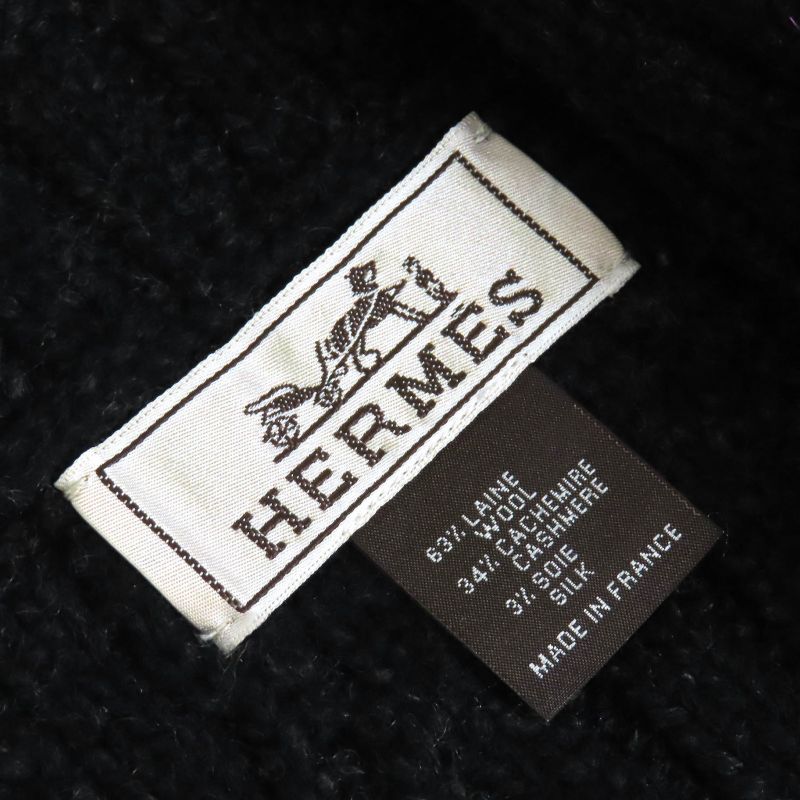 HERMÈS
63% LAINE
WOOL
34% CACHEMIRE
CASHMERE
3% SOIE
SILK
MADE IN FRANCE